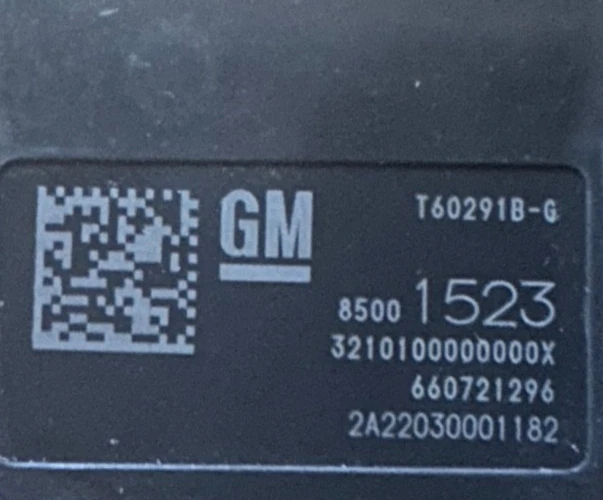 GM
T60291B-G
8500 1523
3210100000000X
660721296
2A22030001182